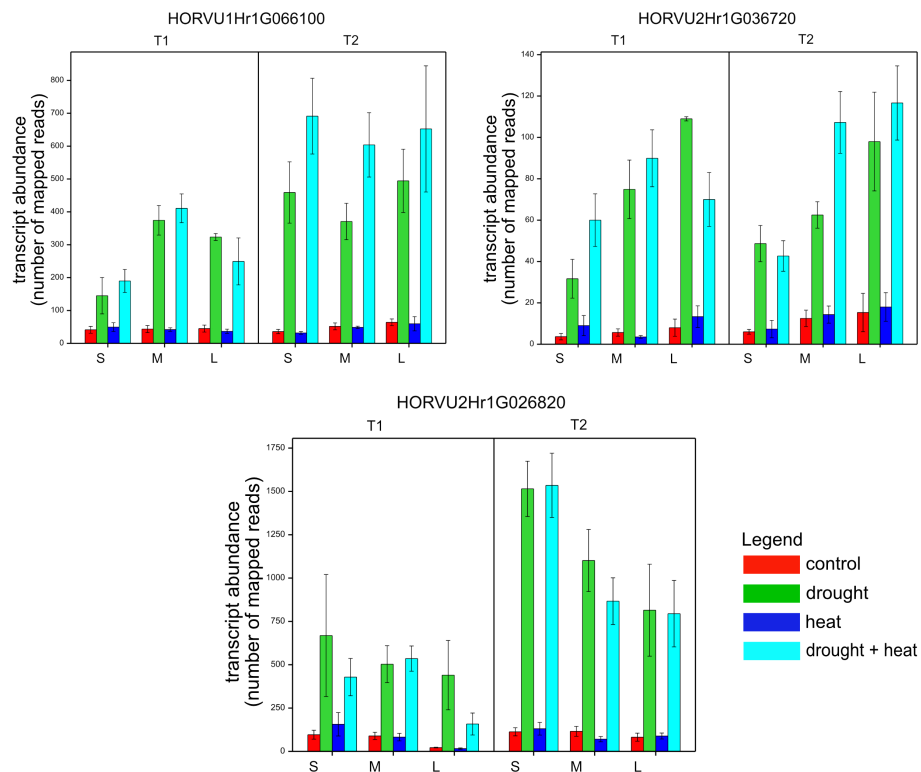 HORVU1Hr1G066100
T1 T2
transcript abundance
(number of mapped reads)
800
700
600
500
400
300
200
100
0
S M L S M L
HORVU2Hr1G036720
T1 T2
transcript abundance
(number of mapped reads)
140
120
100
80
60
40
20
0
S M L S M L
HORVU2Hr1G026820
T1 T2
transcript abundance
(number of mapped reads)
1750
1500
1250
1000
750
500
250
0
S M L S M L
Legend
control
drought
heat
drought + heat